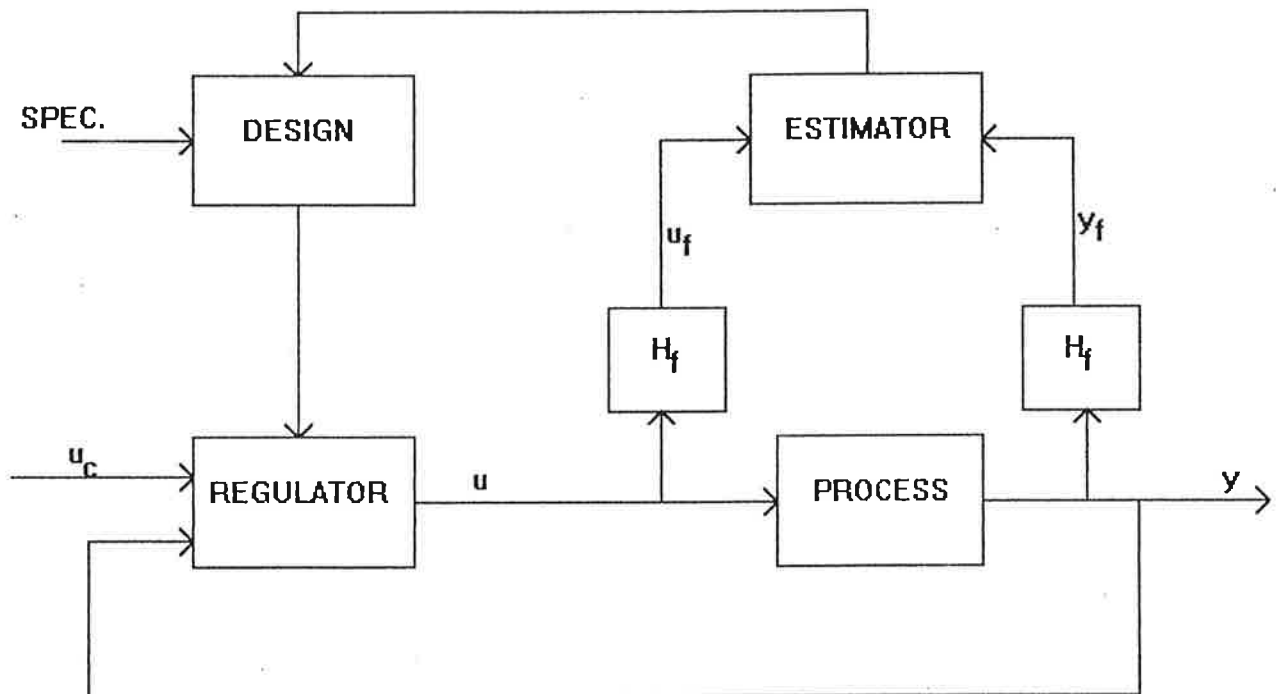 SPEC.
DESIGN
ESTIMATOR
u_f
y_f
H_f
H_f
u_c
REGULATOR
u
PROCESS
y